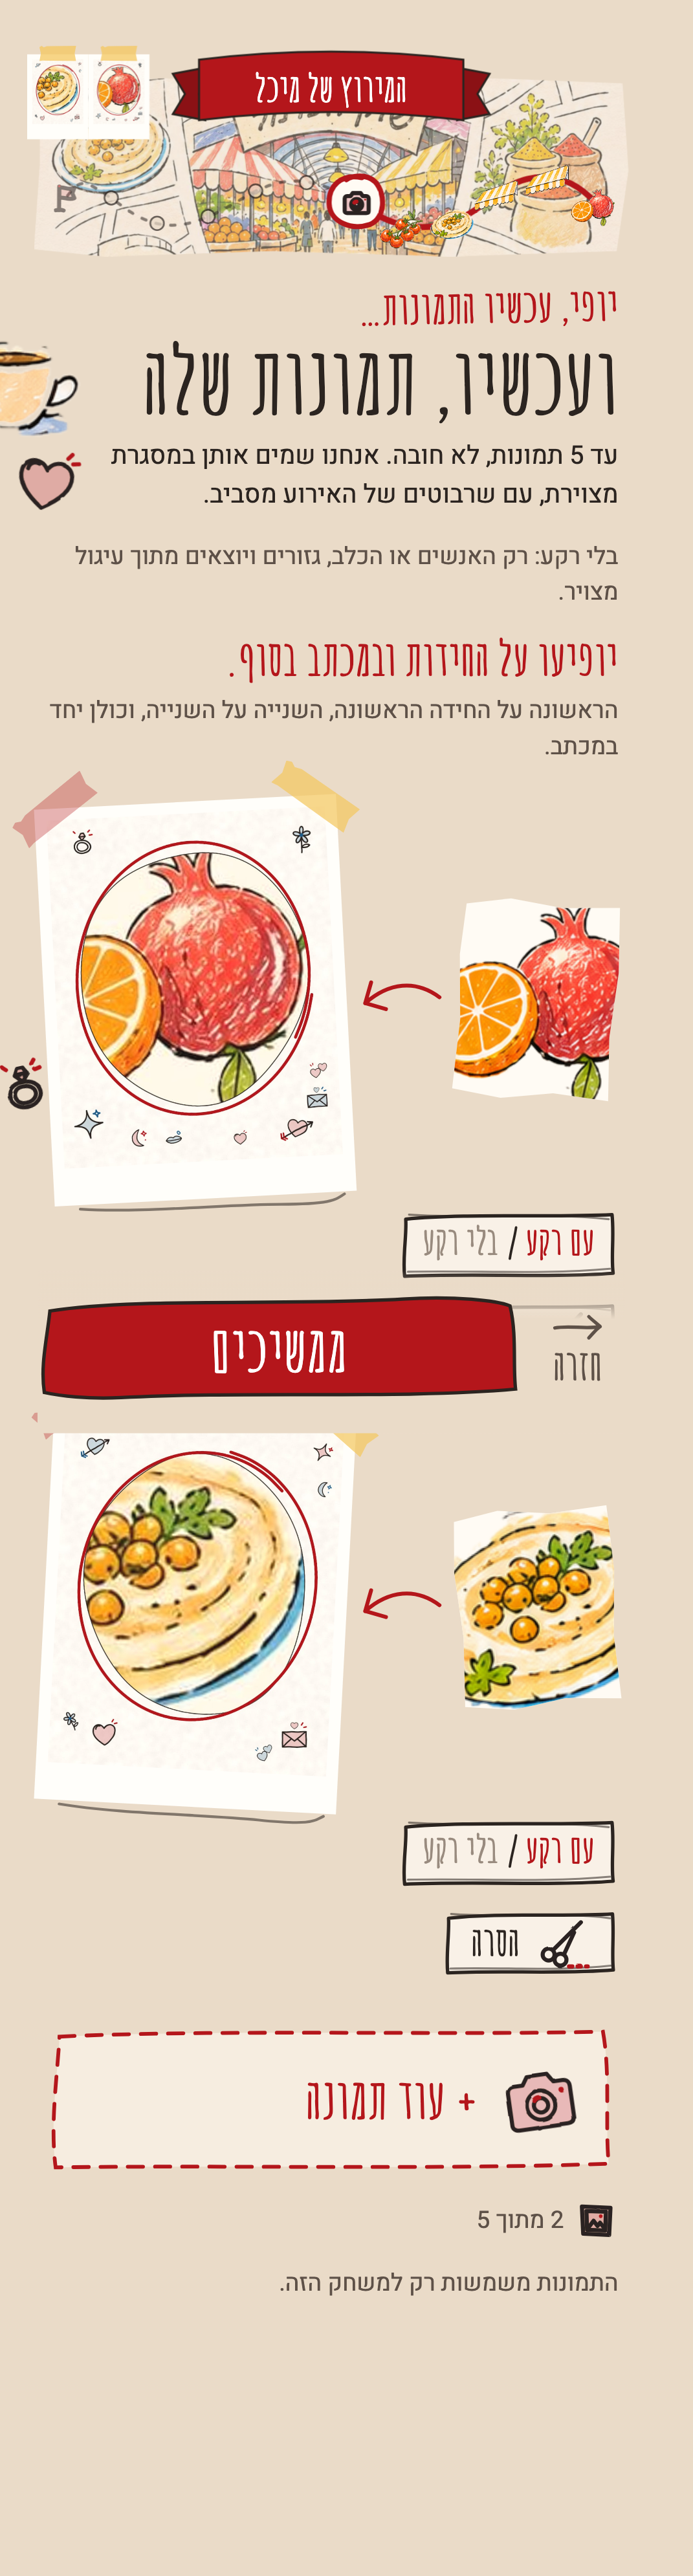 המירוץ של מיכל
יופי, עכשיו התמונות...
ועכשיו, תמונות שלה
עד 5 תמונות, לא חובה. אנחנו שמים אותן במסגרת
מצוירת, עם שרבוטים של האירוע מסביב.
בלי רקע: רק האנשים או הכלב, גזורים ויוצאים מתוך עיגול
מצויר.
יופיעו על החידות ובמכתב בסוף.
הראשונה על החידה הראשונה, השנייה על השנייה, וכולן יחד
במכתב.
עם רקע / בלי רקע
חזרה
ממשיכים
עם רקע / בלי רקע
הסרה
+ עוד תמונה
2 מתוך 5
התמונות משמשות רק למשחק הזה.